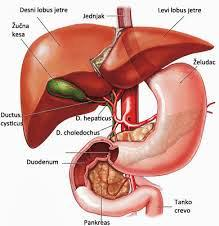 Desni lobus jetre
Jednjak
Levi lobus jetre
Žučna
kesa
Želudac
Ductus
cysticus
D. hepaticus
D. choledochus
Duodenum
Tanko
crevo
Pankreas